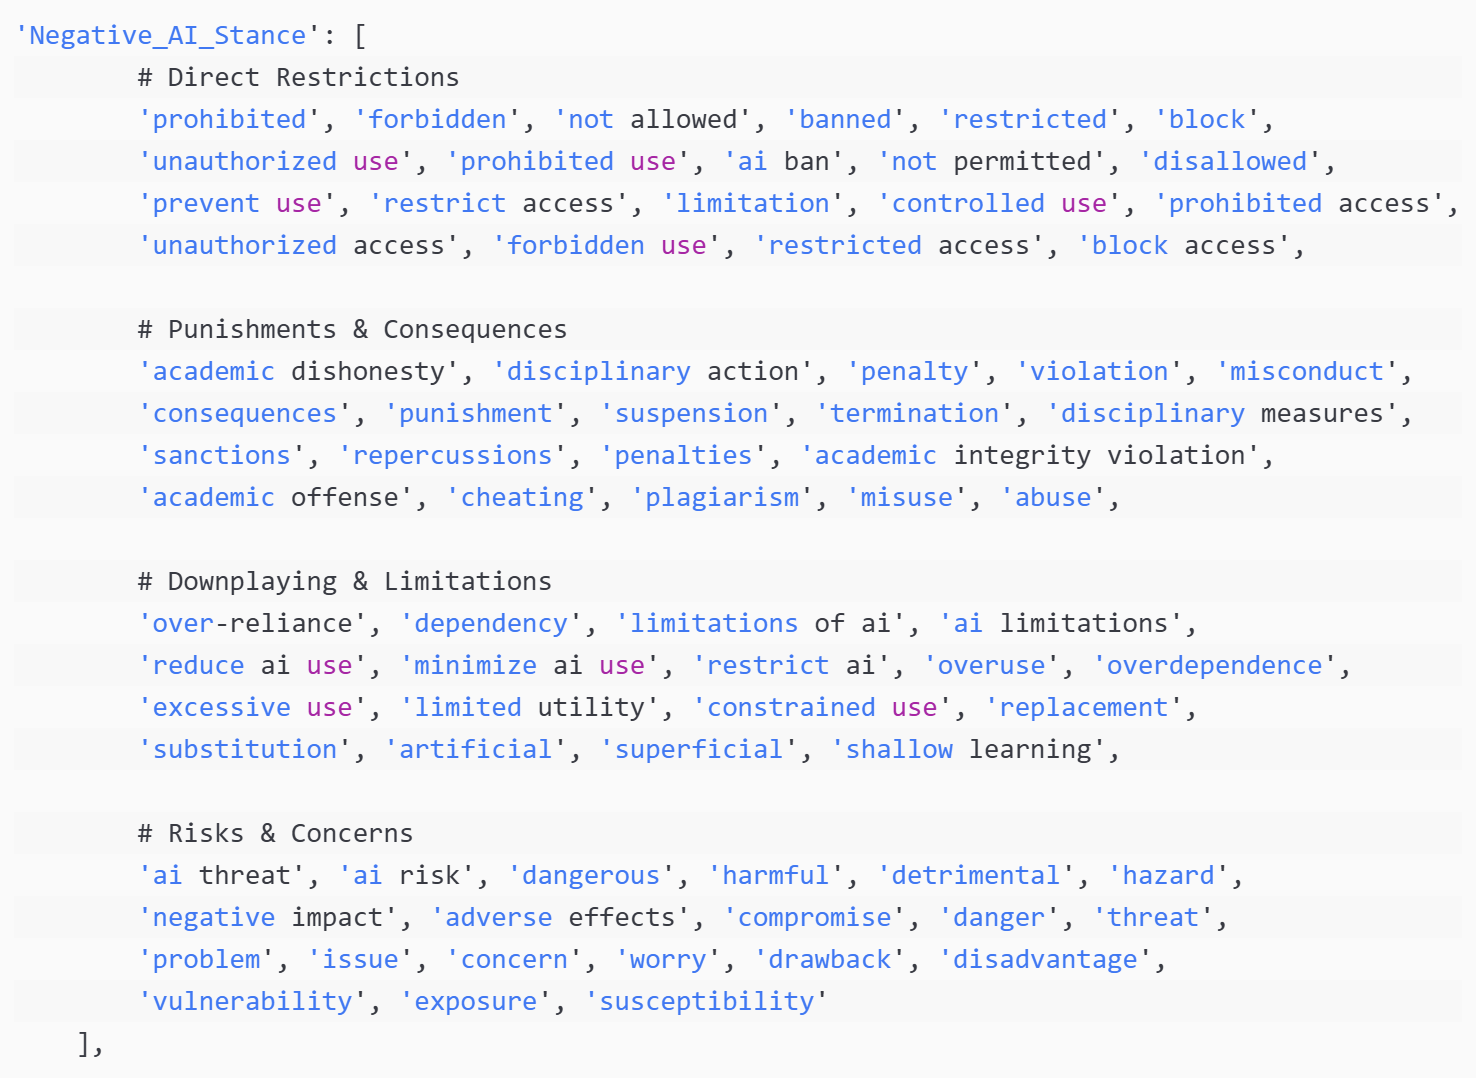 'Negative_AI_Stance': [
# Direct Restrictions
'prohibited', 'forbidden', 'not allowed', 'banned', 'restricted', 'block',
'unauthorized use', 'prohibited use', 'ai ban', 'not permitted', 'disallowed',
'prevent use', 'restrict access', 'limitation', 'controlled use', 'prohibited access',
'unauthorized access', 'forbidden use', 'restricted access', 'block access',
# Punishments & Consequences
'academic dishonesty', 'disciplinary action', 'penalty', 'violation', 'misconduct',
'consequences', 'punishment', 'suspension', 'termination', 'disciplinary measures',
'sanctions', 'repercussions', 'penalties', 'academic integrity violation',
'academic offense', 'cheating', 'plagiarism', 'misuse', 'abuse',
# Downplaying & Limitations
'over-reliance', 'dependency', 'limitations of ai', 'ai limitations',
'reduce ai use', 'minimize ai use', 'restrict ai', 'overuse', 'overdependence',
'excessive use', 'limited utility', 'constrained use', 'replacement',
'substitution', 'artificial', 'superficial', 'shallow learning',
# Risks & Concerns
'ai threat', 'ai risk', 'dangerous', 'harmful', 'detrimental', 'hazard',
'negative impact', 'adverse effects', 'compromise', 'danger', 'threat',
'problem', 'issue', 'concern', 'worry', 'drawback', 'disadvantage',
'vulnerability', 'exposure', 'susceptibility'
],